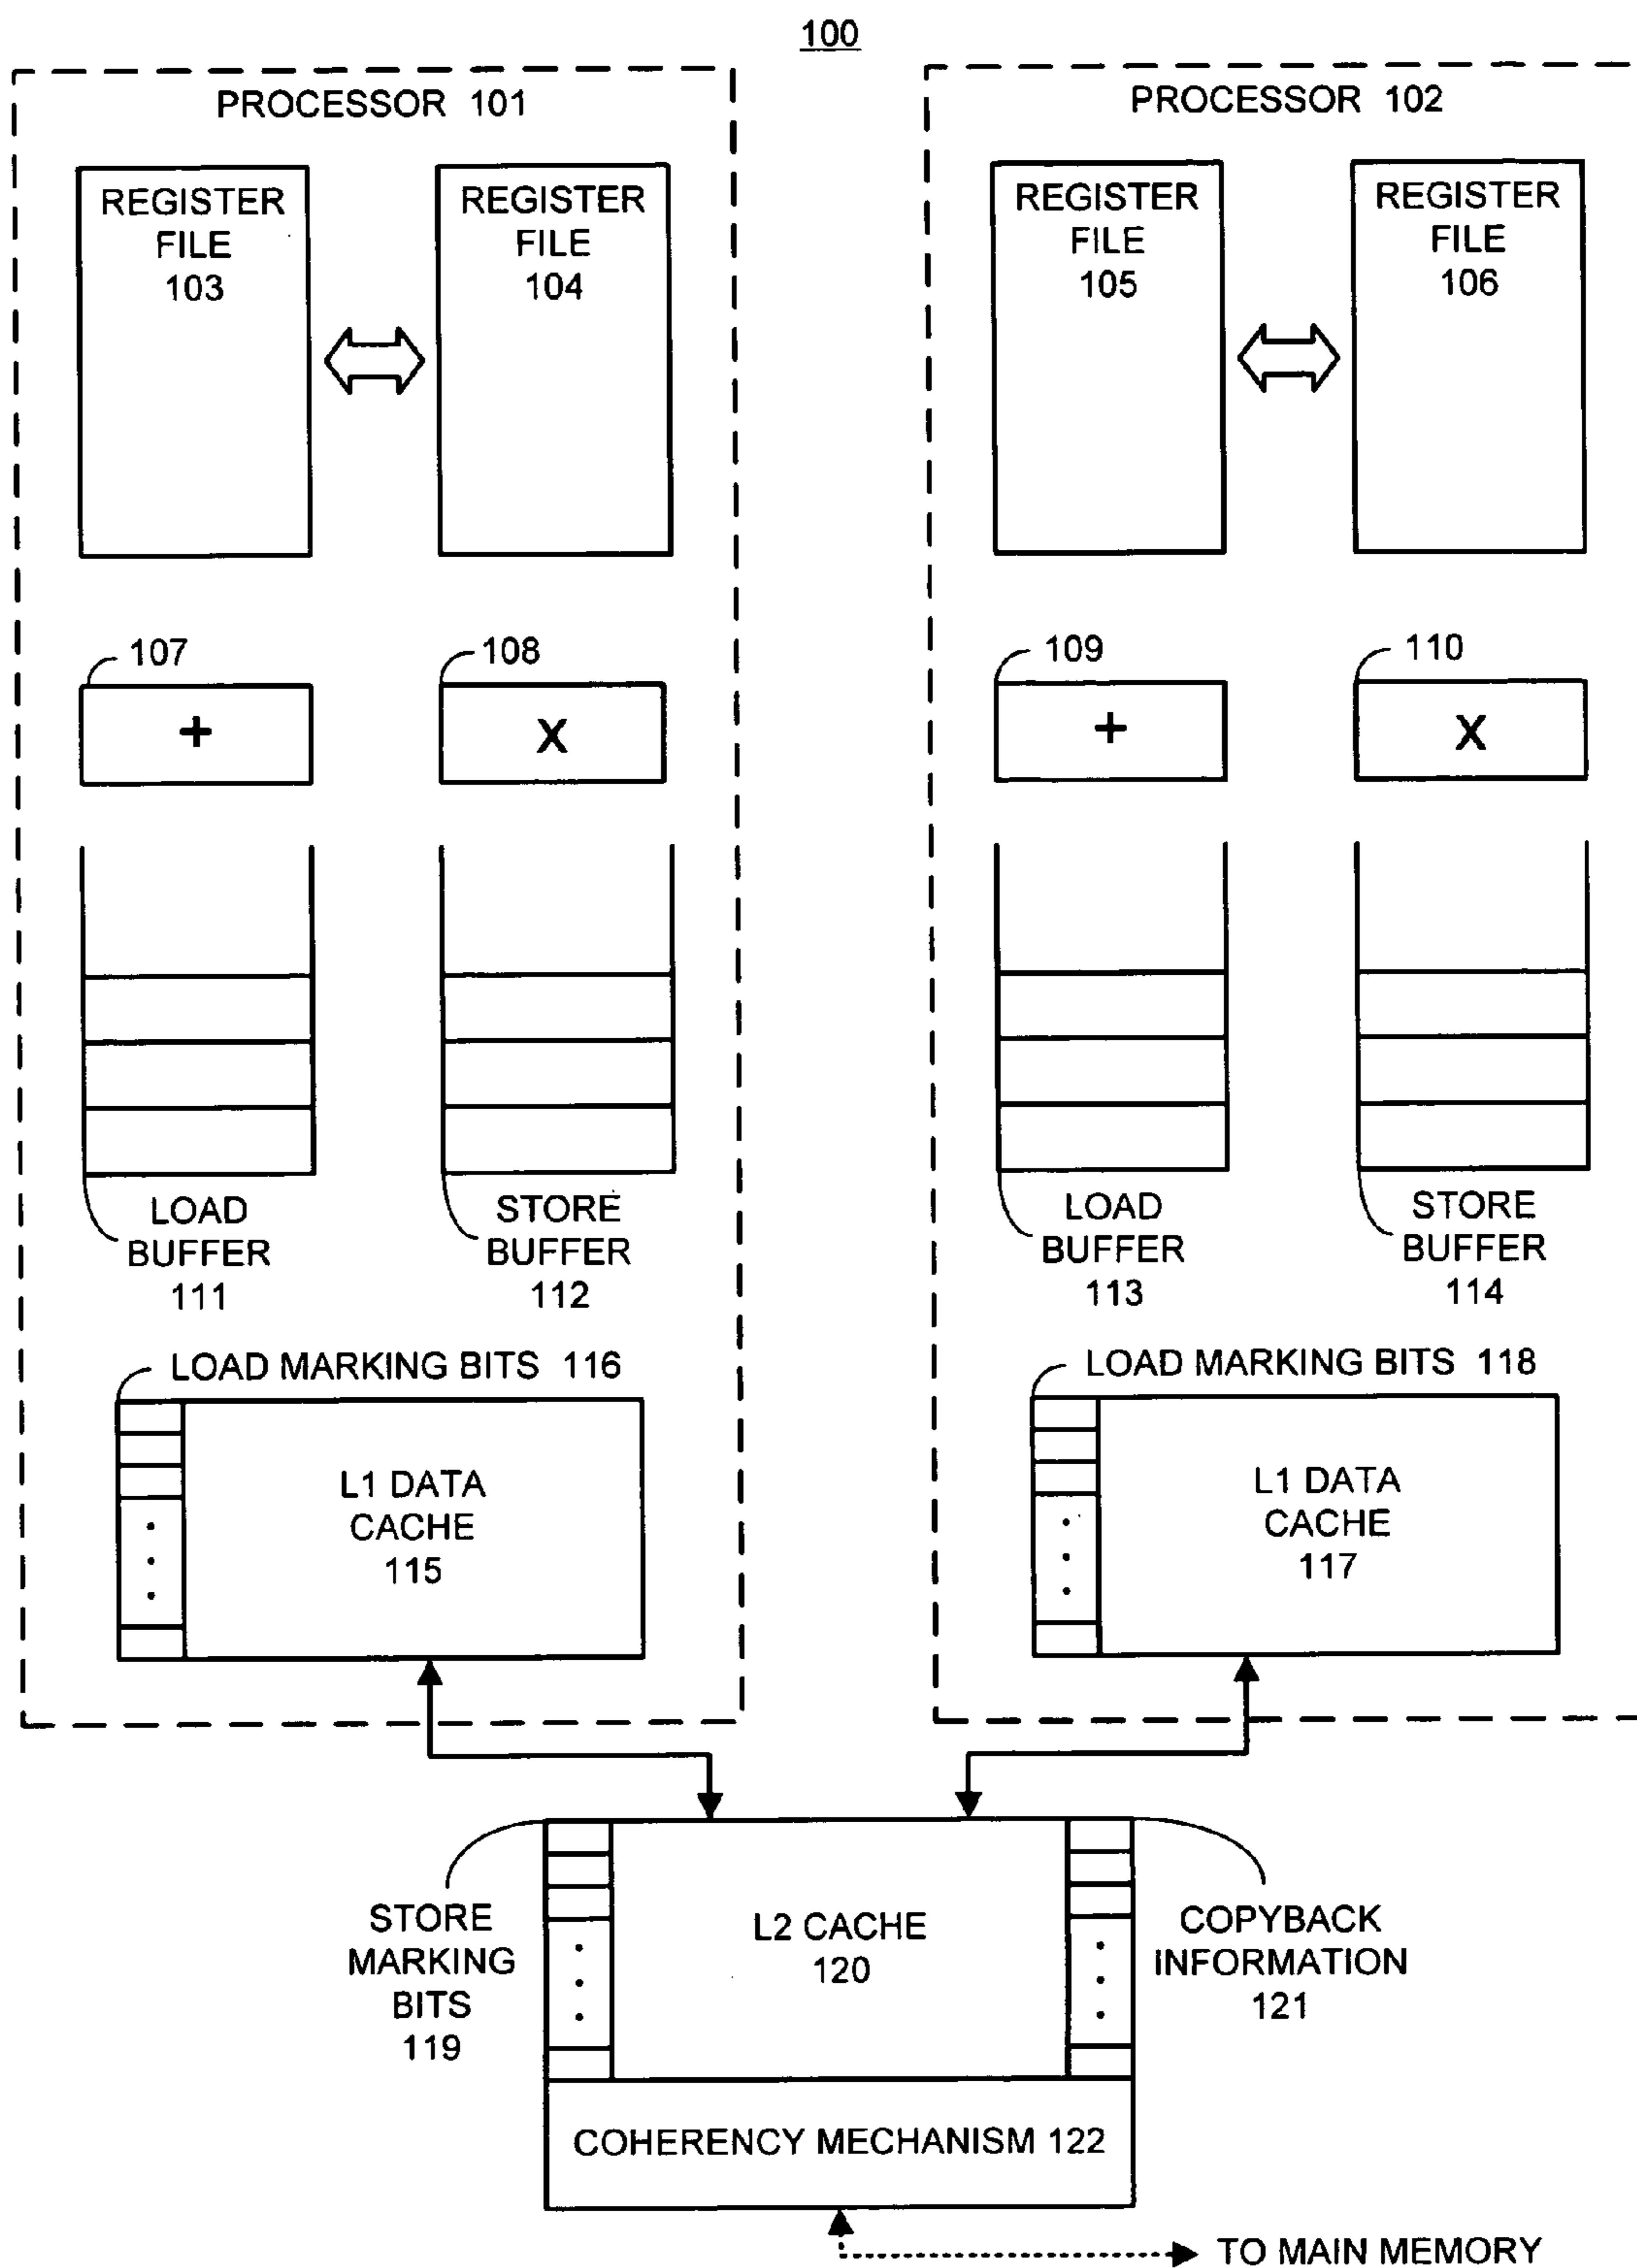 100
PROCESSOR 101
REGISTER
FILE
103
REGISTER
FILE
104
107
+
108
X
LOAD
BUFFER
111
STORE
BUFFER
112
LOAD MARKING BITS 116
L1 DATA
CACHE
115
PROCESSOR 102
REGISTER
FILE
105
REGISTER
FILE
106
109
+
110
X
LOAD
BUFFER
113
STORE
BUFFER
114
LOAD MARKING BITS 118
L1 DATA
CACHE
117
STORE
MARKING
BITS
119
L2 CACHE
120
COPYBACK
INFORMATION
121
COHERENCY MECHANISM 122
TO MAIN MEMORY